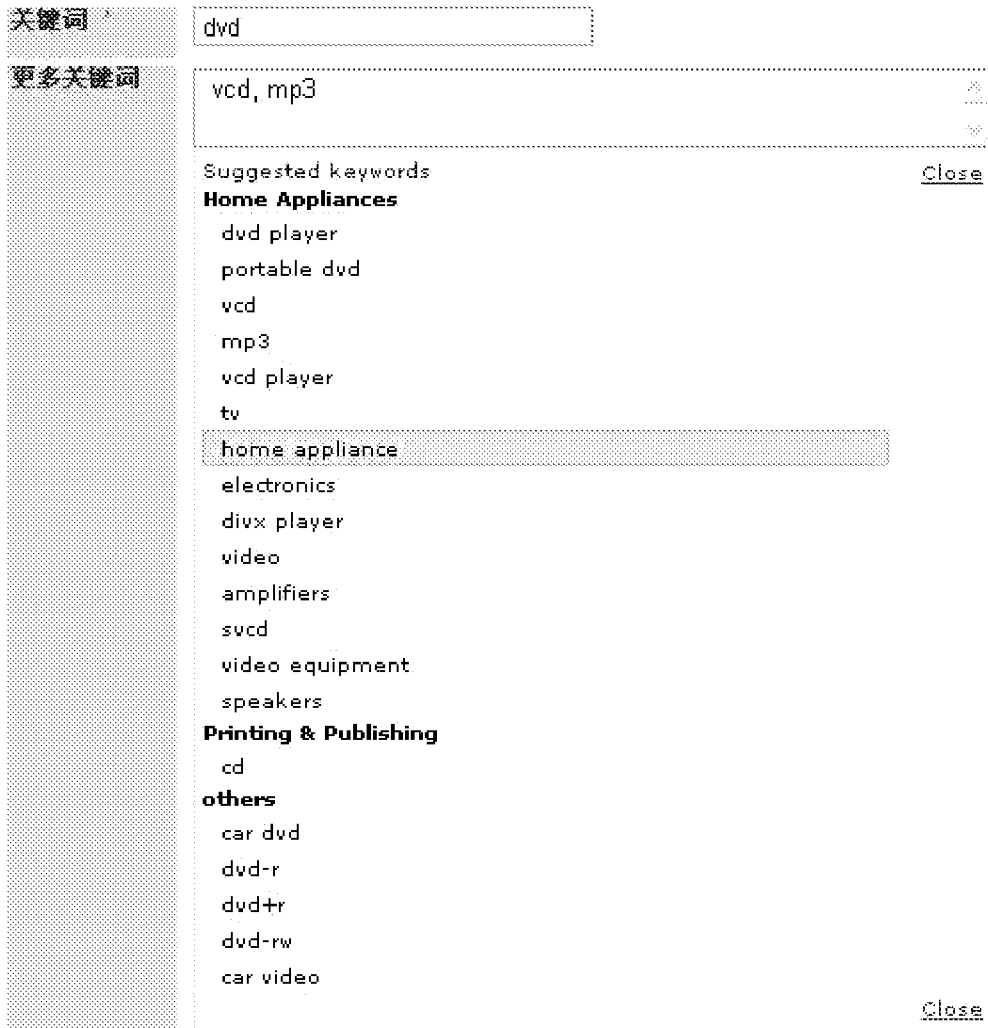 关键词
dvd
更多关键词
vcd, mp3
Suggested keywords Close
Home Appliances
dvd player
portable dvd
vcd
mp3
vcd player
tv
home appliance
electronics
divx player
video
amplifiers
svcd
video equipment
speakers
Printing & Publishing
cd
others
car dvd
dvd-r
dvd+r
dvd-rw
car video
Close